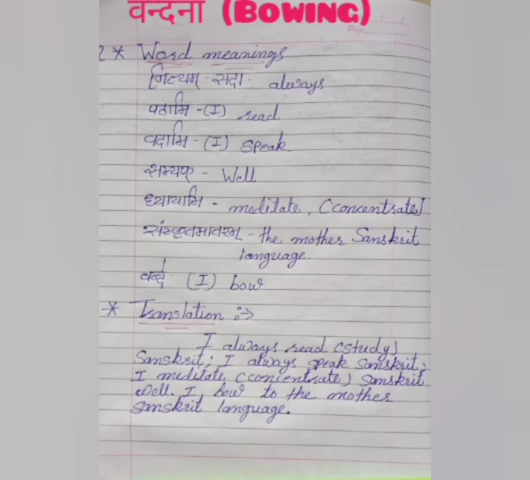 वन्दना (BOWING)
2 * Word meanings
नित्यम् - सदा - always
पठामि - (I) read
वदामि - (I) speak
सम्यक् - Well
ध्यायामि - meditate, (concentrate)
संस्कृतमातरम् - the mother Sanskrit
language
वन्दे (I) bow
* Translation :->
I always read (study)
Sanskrit; I always speak Sanskrit;
I meditate (concentrate) Sanskrit
well. I bow to the mother
Sanskrit language.